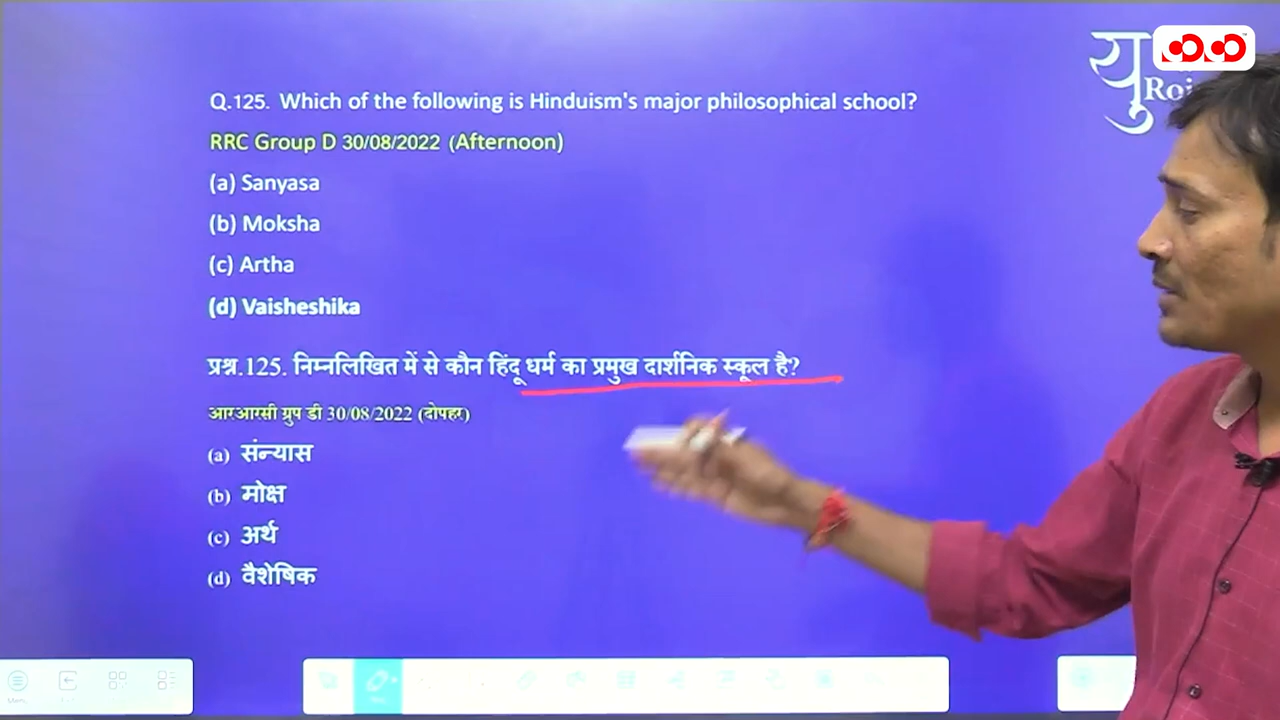 यु
Q.125. Which of the following is Hinduism's major philosophical school?
RRC Group D 30/08/2022 (Afternoon)
(a) Sanyasa
(b) Moksha
(c) Artha
(d) Vaisheshika
प्रश्न.125. निम्नलिखित में से कौन हिंदू धर्म का प्रमुख दार्शनिक स्कूल है?
आरआरसी ग्रुप डी 30/08/2022 (दोपहर)
(a) संन्यास
(b) मोक्ष
(c) अर्थ
(d) वैशेषिक